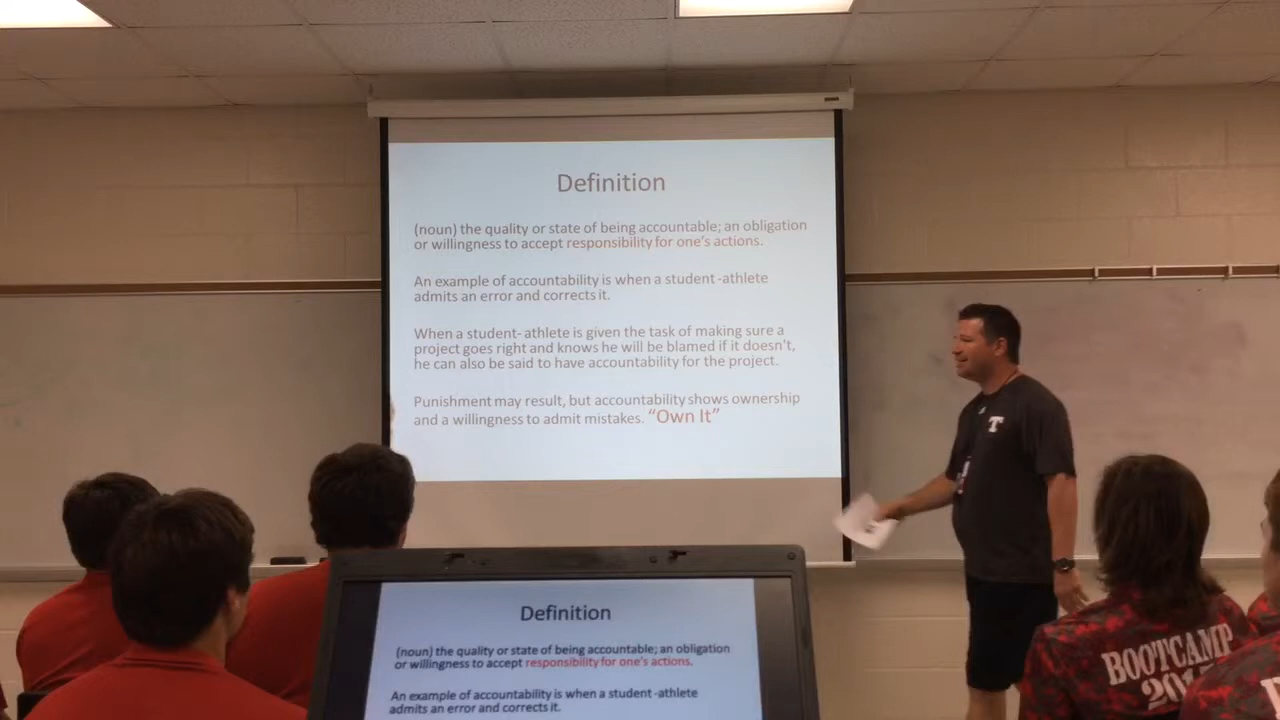 Definition
(noun) the quality or state of being accountable; an obligation
or willingness to accept responsibility for one's actions.
An example of accountability is when a student-athlete
admits an error and corrects it.
When a student-athlete is given the task of making sure a
project goes right and knows he will be blamed if it doesn't,
he can also be said to have accountability for the project.
Punishment may result, but accountability shows ownership
and a willingness to admit mistakes. "Own It"
T
Definition
(noun) the quality or state of being accountable; an obligation
or willingness to accept responsibility for one's actions.
An example of accountability is when a student-athlete
admits an error and corrects it.
BOOTCAMP